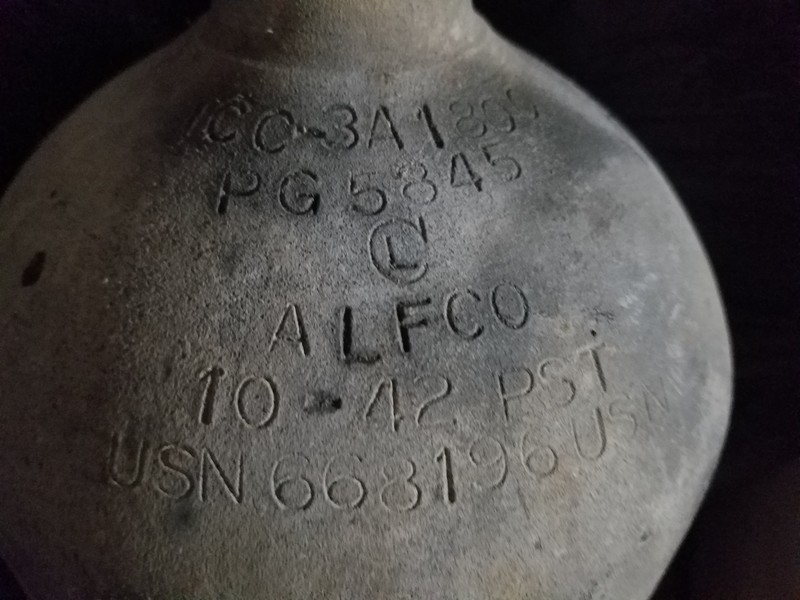 ICC-3A1800
PG 5845
L
ALFCO
10-42 PST
USN 668196 USN